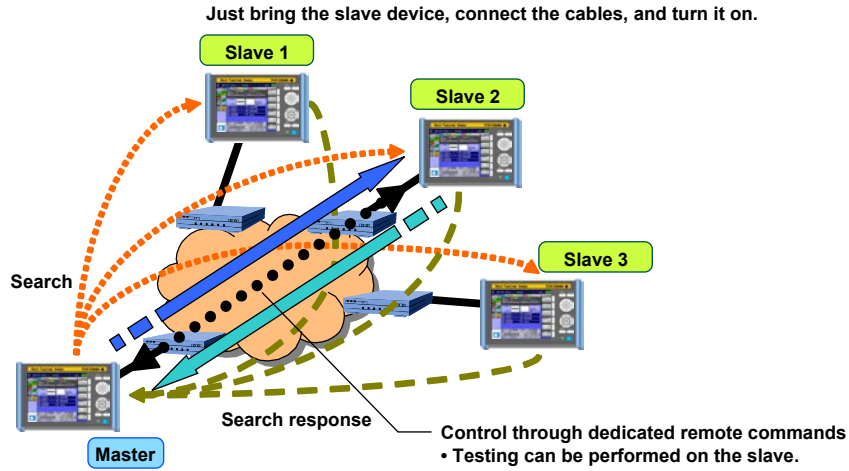 Just bring the slave device, connect the cables, and turn it on.
Slave 1
Slave 2
Slave 3
Search
Search response
Control through dedicated remote commands
• Testing can be performed on the slave.
Master